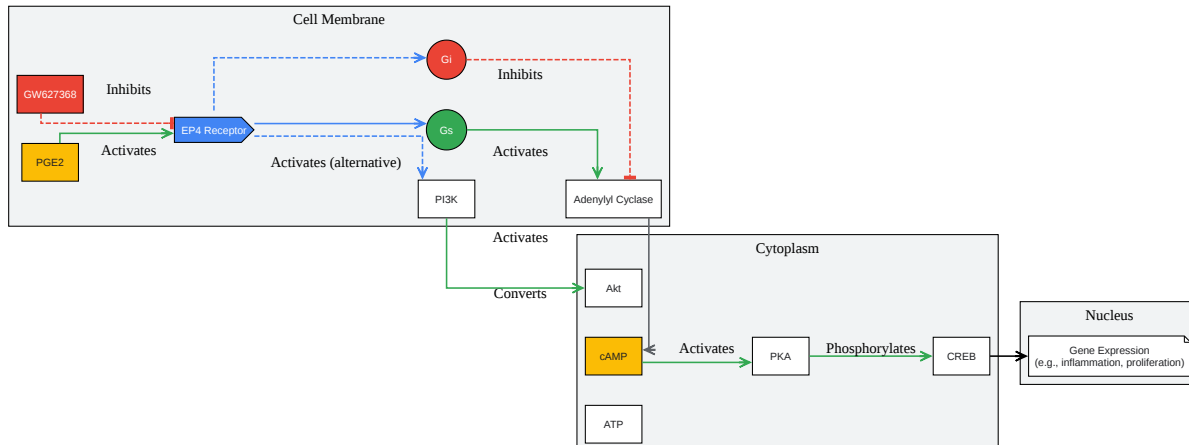 Cell Membrane
Gi
Inhibits
GW627368
Inhibits
EP4 Receptor
Gs
Activates
Activates
PGE2
Activates (alternative)
PI3K
Adenylyl Cyclase
Activates
Cytoplasm
Akt
Converts
Nucleus
cAMP
Activates
PKA
Phosphorylates
CREB
Gene Expression
(e.g., inflammation, proliferation)
ATP